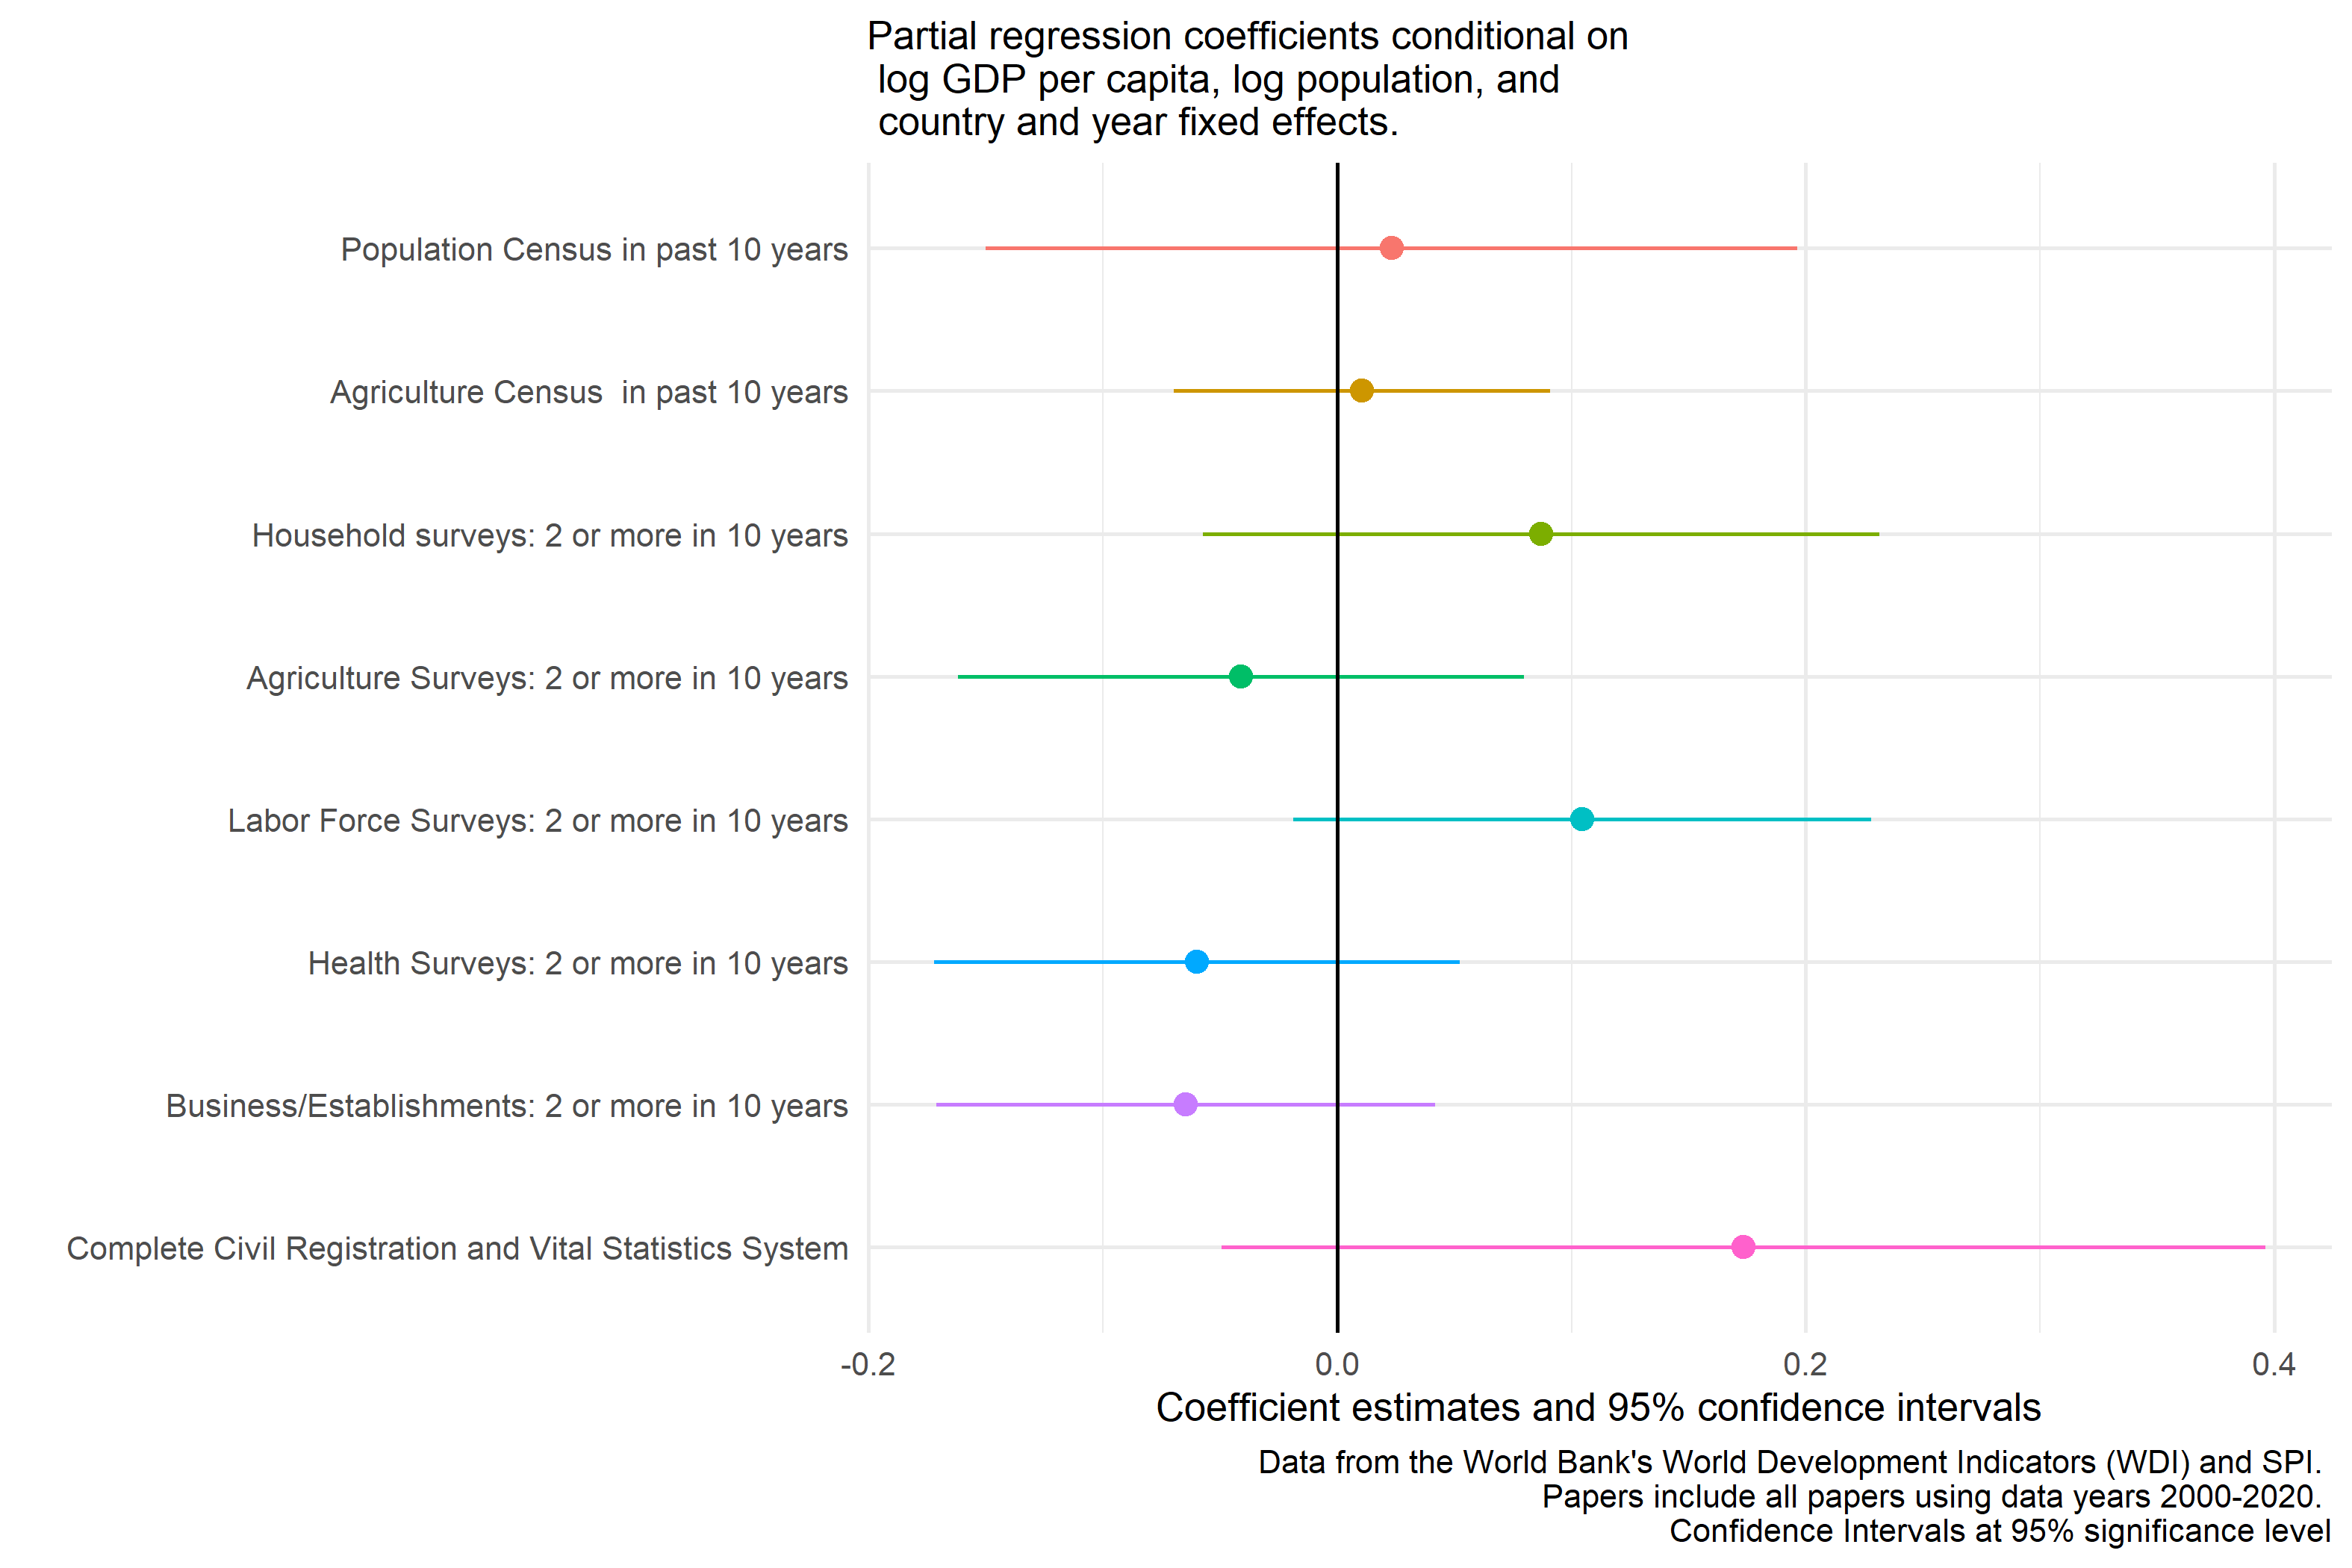 Partial regression coefficients conditional on
log GDP per capita, log population, and
country and year fixed effects.
Population Census in past 10 years
Agriculture Census  in past 10 years
Household surveys: 2 or more in 10 years
Agriculture Surveys: 2 or more in 10 years
Labor Force Surveys: 2 or more in 10 years
Health Surveys: 2 or more in 10 years
Business/Establishments: 2 or more in 10 years
Complete Civil Registration and Vital Statistics System
-0.2 0.0 0.2 0.4
Coefficient estimates and 95% confidence intervals
Data from the World Bank's World Development Indicators (WDI) and SPI.
Papers include all papers using data years 2000-2020.
Confidence Intervals at 95% significance level